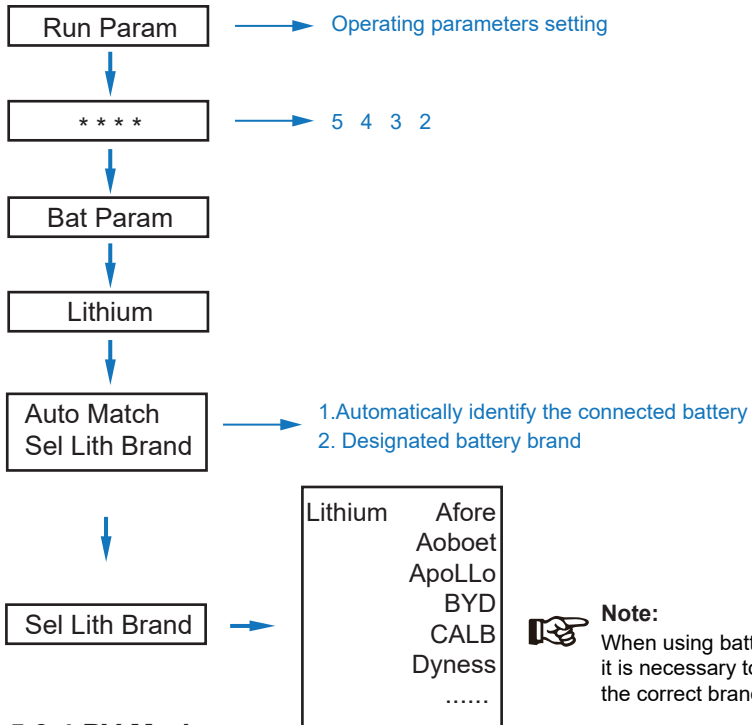 Run Param
Operating parameters setting
* * * *
5 4 3 2
Bat Param
Lithium
Auto Match
Sel Lith Brand
1.Automatically identify the connected battery
2. Designated battery brand
Sel Lith Brand
Lithium Afore
Aoboet
ApoLLo
BYD
CALB
Dyness
......
Note:
When using batt
it is necessary to
the correct bran